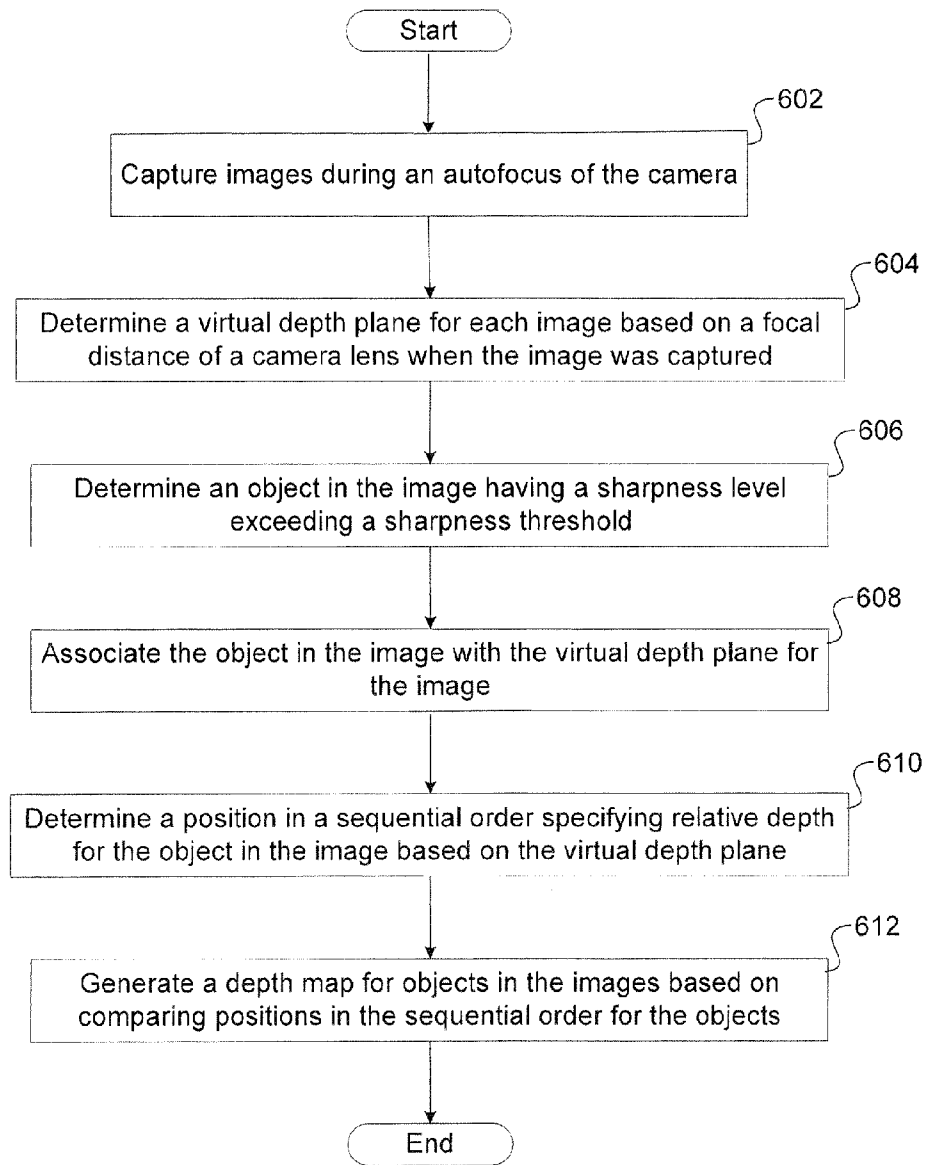 Start
602
Capture images during an autofocus of the camera
604
Determine a virtual depth plane for each image based on a focal
distance of a camera lens when the image was captured
606
Determine an object in the image having a sharpness level
exceeding a sharpness threshold
608
Associate the object in the image with the virtual depth plane for
the image
610
Determine a position in a sequential order specifying relative depth
for the object in the image based on the virtual depth plane
612
Generate a depth map for objects in the images based on
comparing positions in the sequential order for the objects
End